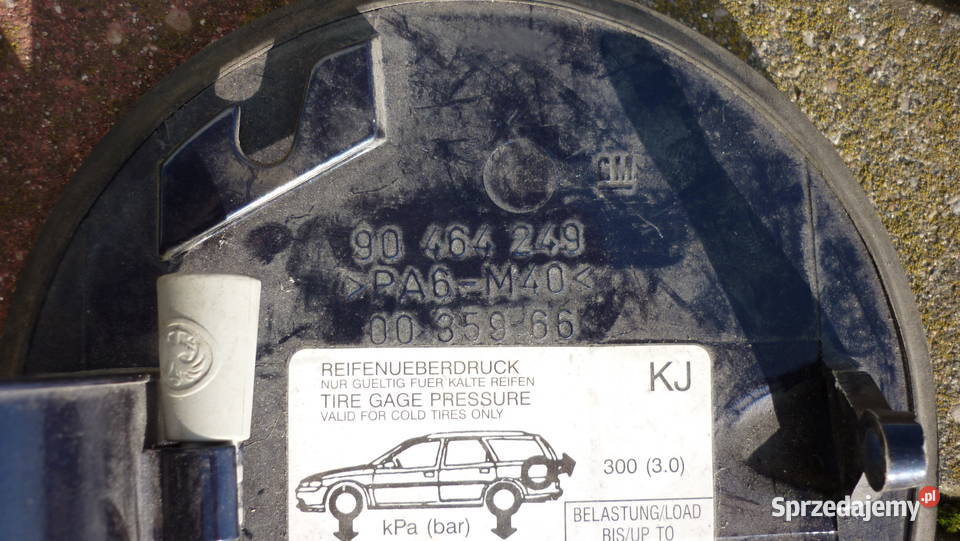 GM
90 464 249
>PA6-M40<
00 359 66
REIFENUEBERDRUCK
NUR GUELTIG FUER KALTE REIFEN
TIRE GAGE PRESSURE
VALID FOR COLD TIRES ONLY
KJ
300 (3.0)
kPa (bar)
BELASTUNG/LOAD
BIS/UP TO
Sprzedajemy.pl